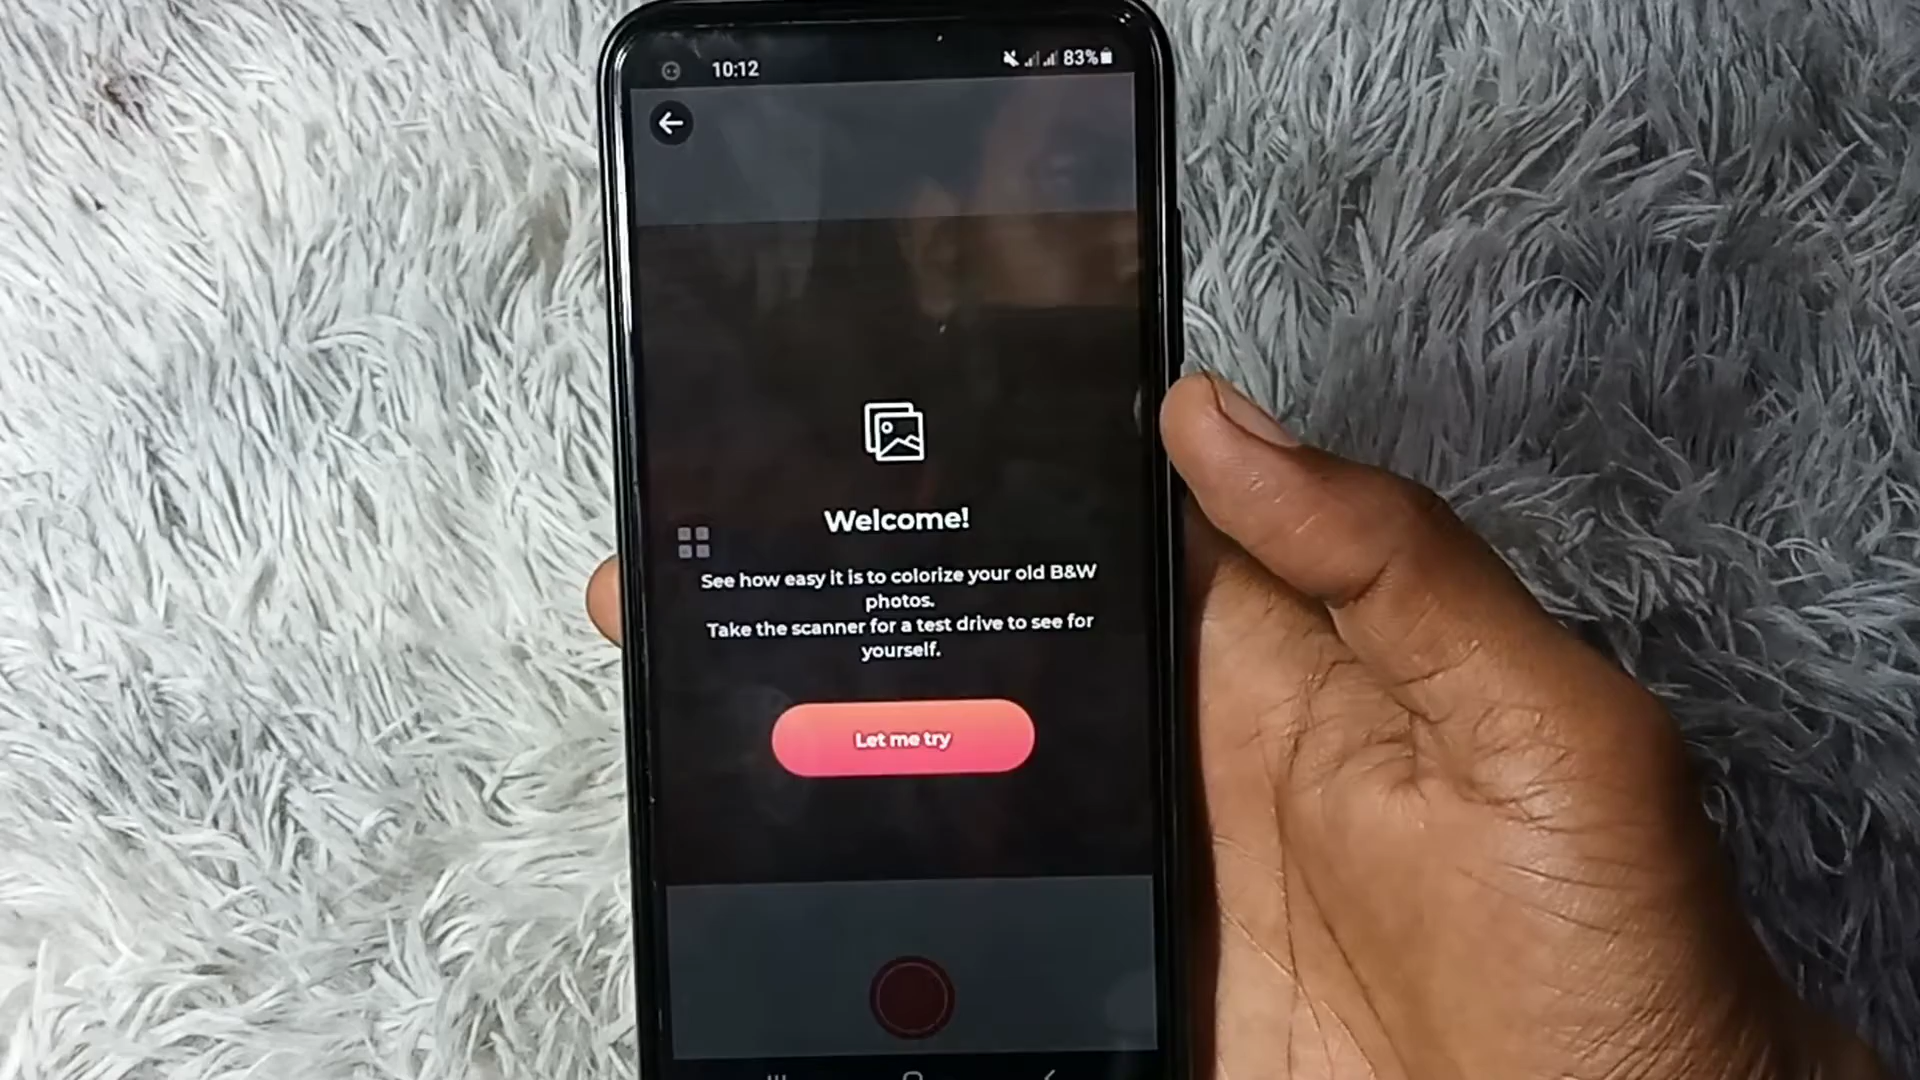 10:12
83%
Welcome!
See how easy it is to colorize your old B&W
photos.
Take the scanner for a test drive to see for
yourself.
Let me try